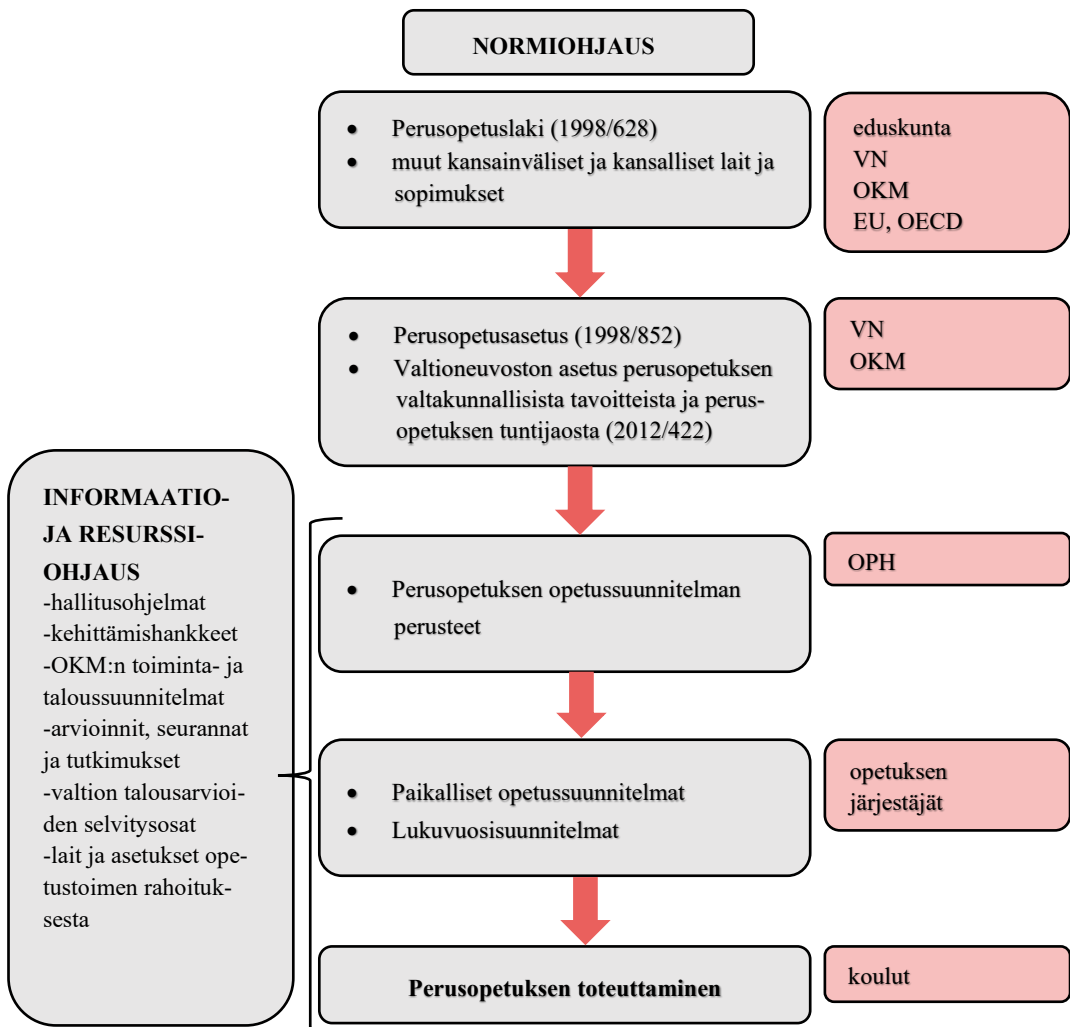 NORMIOHJAUS
• Perusopetuslaki (1998/628)
• muut kansainväliset ja kansalliset lait ja
sopimukset
eduskunta
VN
OKM
EU, OECD
• Perusopetusasetus (1998/852)
• Valtioneuvoston asetus perusopetuksen
valtakunnallisista tavoitteista ja perus-
opetuksen tuntijaosta (2012/422)
VN
OKM
INFORMAATIO-
JA RESURSSI-
OHJAUS
-hallitusohjelmat
-kehittämishankkeet
-OKM:n toiminta- ja
taloussuunnitelmat
-arvioinnit, seurannat
ja tutkimukset
-valtion talousarvioi-
den selvitysosat
-lait ja asetukset ope-
tustoimen rahoituk-
sesta
• Perusopetuksen opetussuunnitelman
perusteet
OPH
• Paikalliset opetussuunnitelmat
• Lukuvuosisuunnitelmat
opetuksen
järjestäjät
Perusopetuksen toteuttaminen
koulut